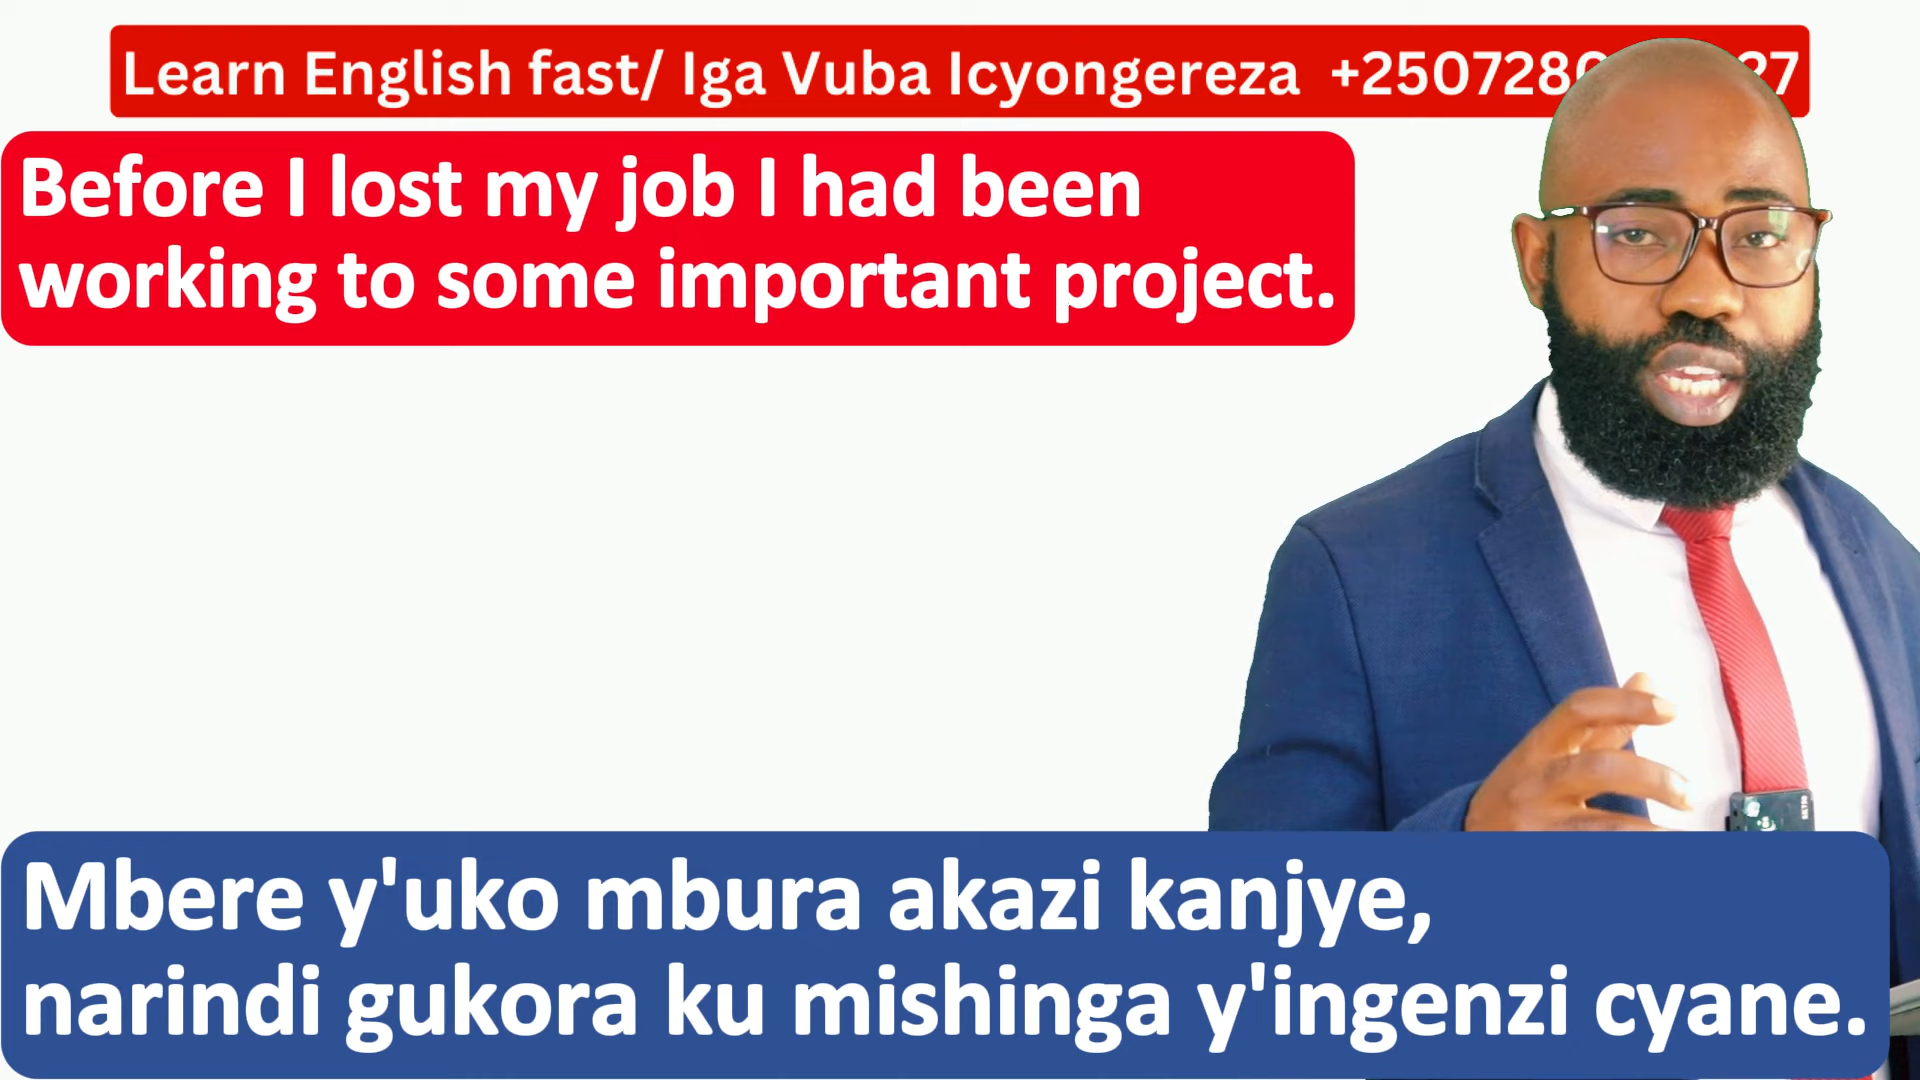 Learn English fast/ Iga Vuba Icyongereza
Before I lost my job I had been
working to some important project.
Mbere y'uko mbura akazi kanjye,
narindi gukora ku mishinga y'ingenzi cyane.